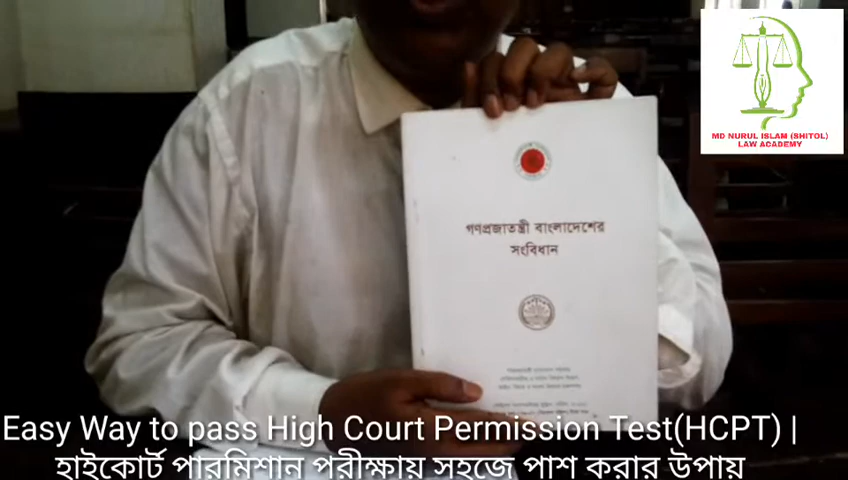 MD NURUL ISLAM (SHITOL)
LAW ACADEMY
গণপ্রজাতন্ত্রী বাংলাদেশের
সংবিধান
Easy Way to pass High Court Permission Test(HCPT) |
হাইকোর্ট পারমিশান পরীক্ষায় সহজে পাশ করার উপায়